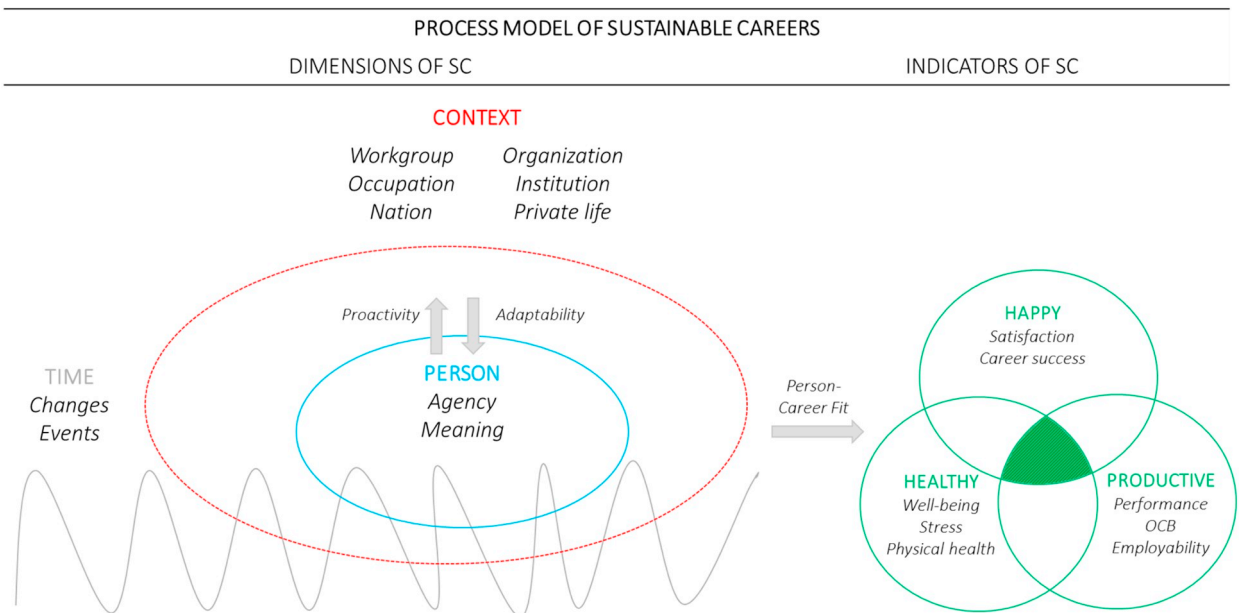 PROCESS MODEL OF SUSTAINABLE CAREERS
DIMENSIONS OF SC
INDICATORS OF SC
CONTEXT
Workgroup
Occupation
Nation
Organization
Institution
Private life
Proactivity
Adaptability
PERSON
Agency
Meaning
TIME
Changes
Events
Person-
Career Fit
HAPPY
Satisfaction
Career success
HEALTHY
Well-being
Stress
Physical health
PRODUCTIVE
Performance
OCB
Employability